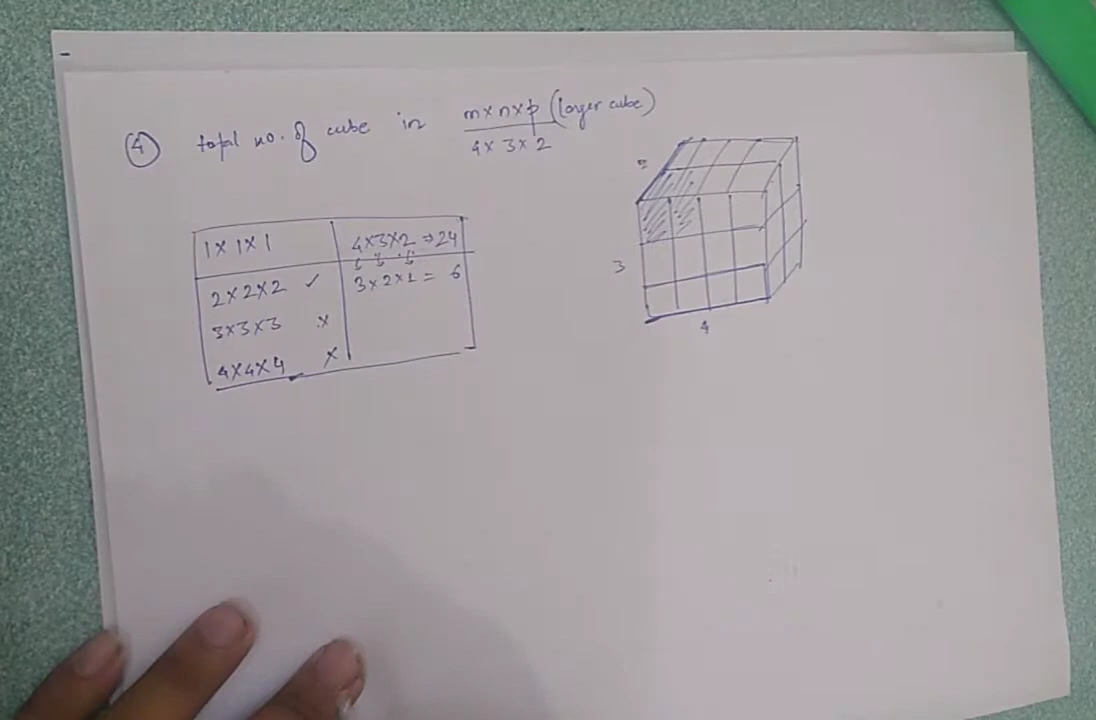 ④ total no. of cube in m×n×p (layer cube)
4×3×2
1×1×1 4×3×2 ⇒ 24
2×2×2 ✓ 3×2×1 = 6
3×3×3 ×
4×4×4 ×
3
4